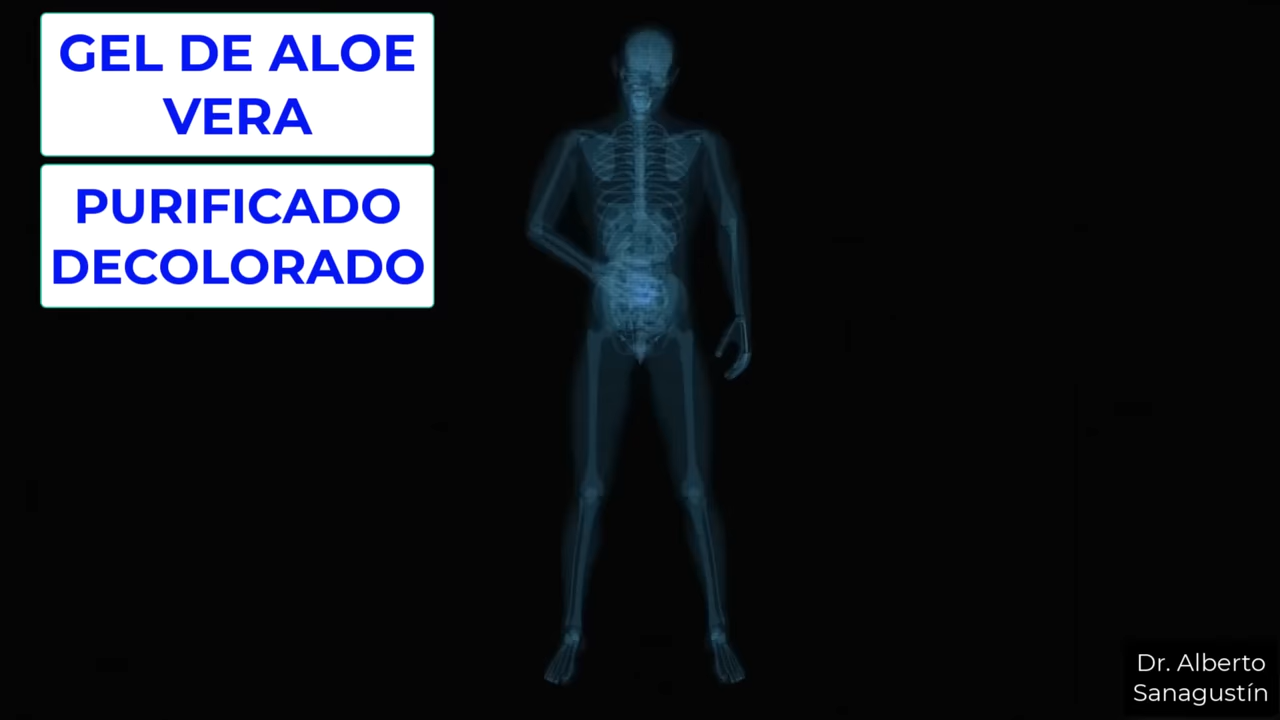 GEL DE ALOE
VERA
PURIFICADO
DECOLORADO
Dr. Alberto
Sanagustín